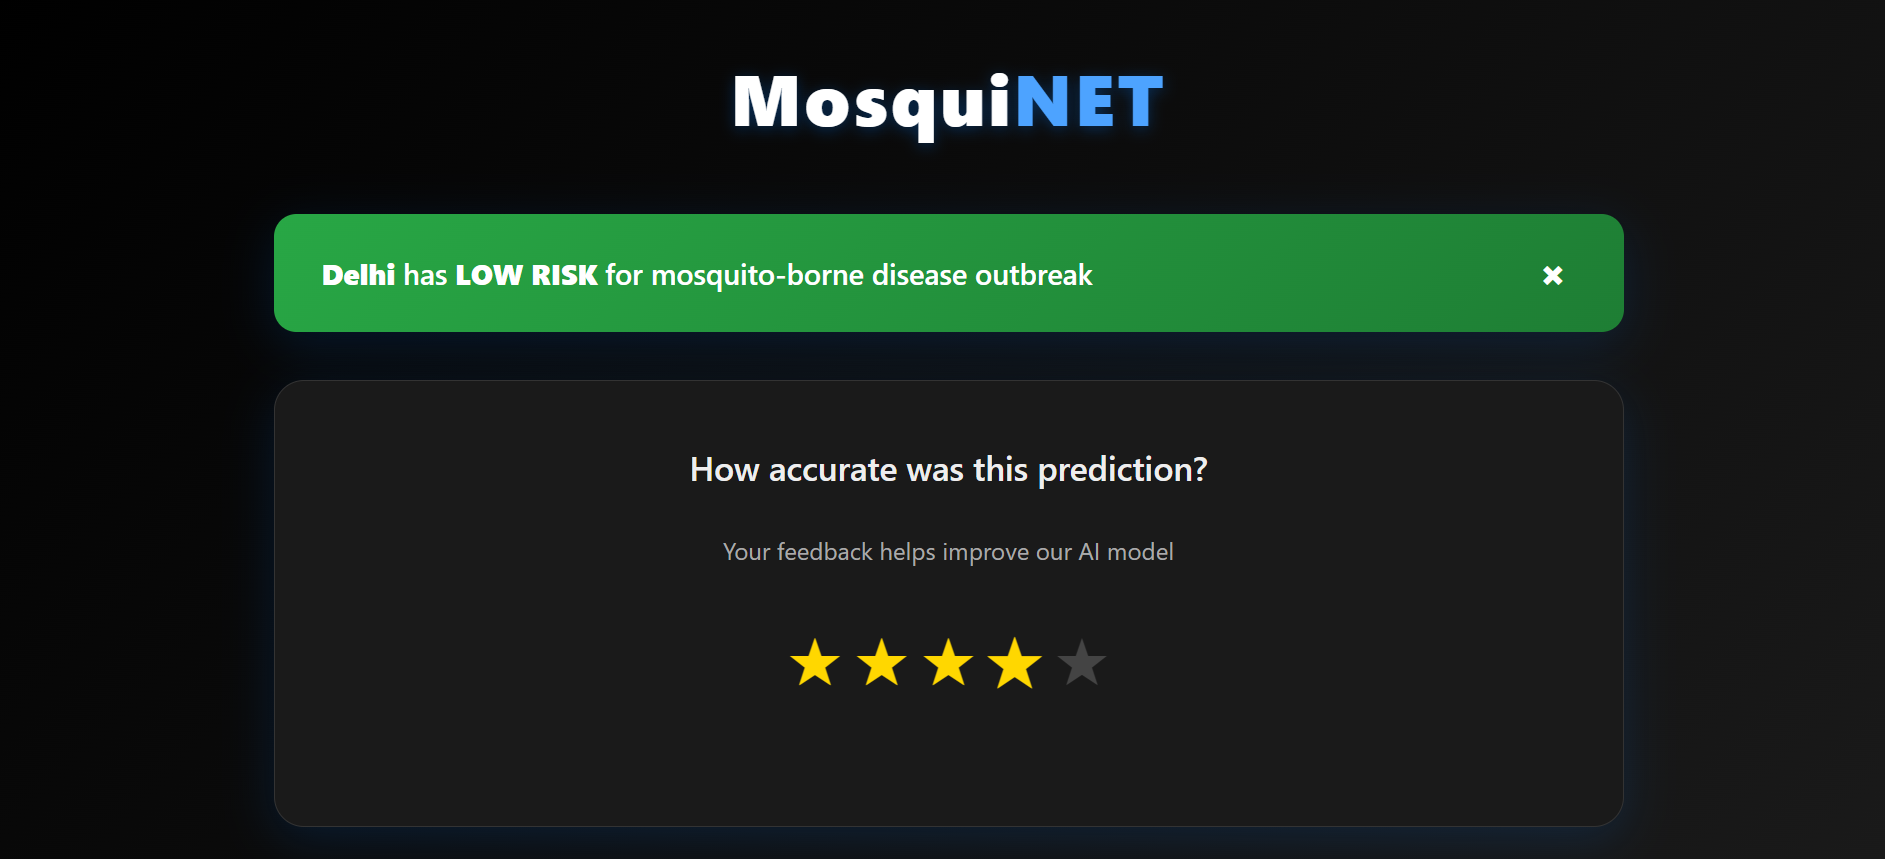 MosquiNET
Delhi has LOW RISK for mosquito-borne disease outbreak ✖
How accurate was this prediction?
Your feedback helps improve our AI model